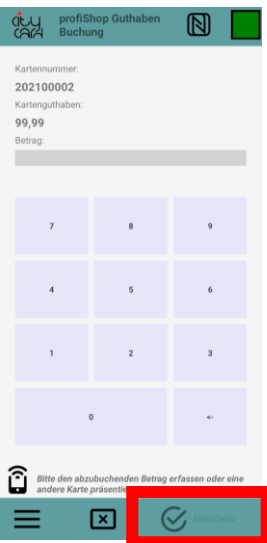 city card
profiShop Guthaben
Buchung
Kartennummer:
202100002
Kartenguthaben:
99,99
Betrag:
7 8 9
4 5 6
1 2 3
0 <-
Bitte den abzubuchenden Betrag erfassen oder eine
andere Karte präsentie
ABBUCHEN